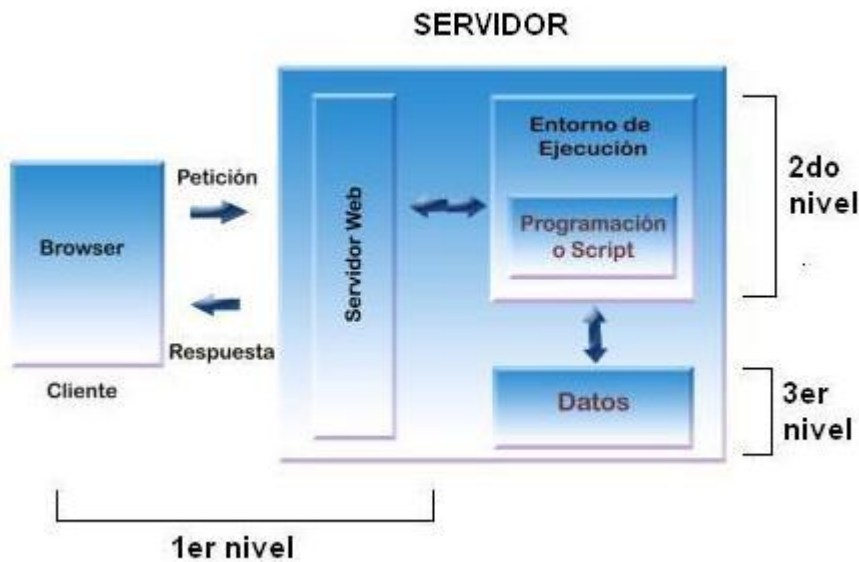 SERVIDOR
Browser
Cliente
Petición
Respuesta
Servidor Web
Entorno de
Ejecución
Programación
o Script
Datos
2do
nivel
3er
nivel
1er nivel